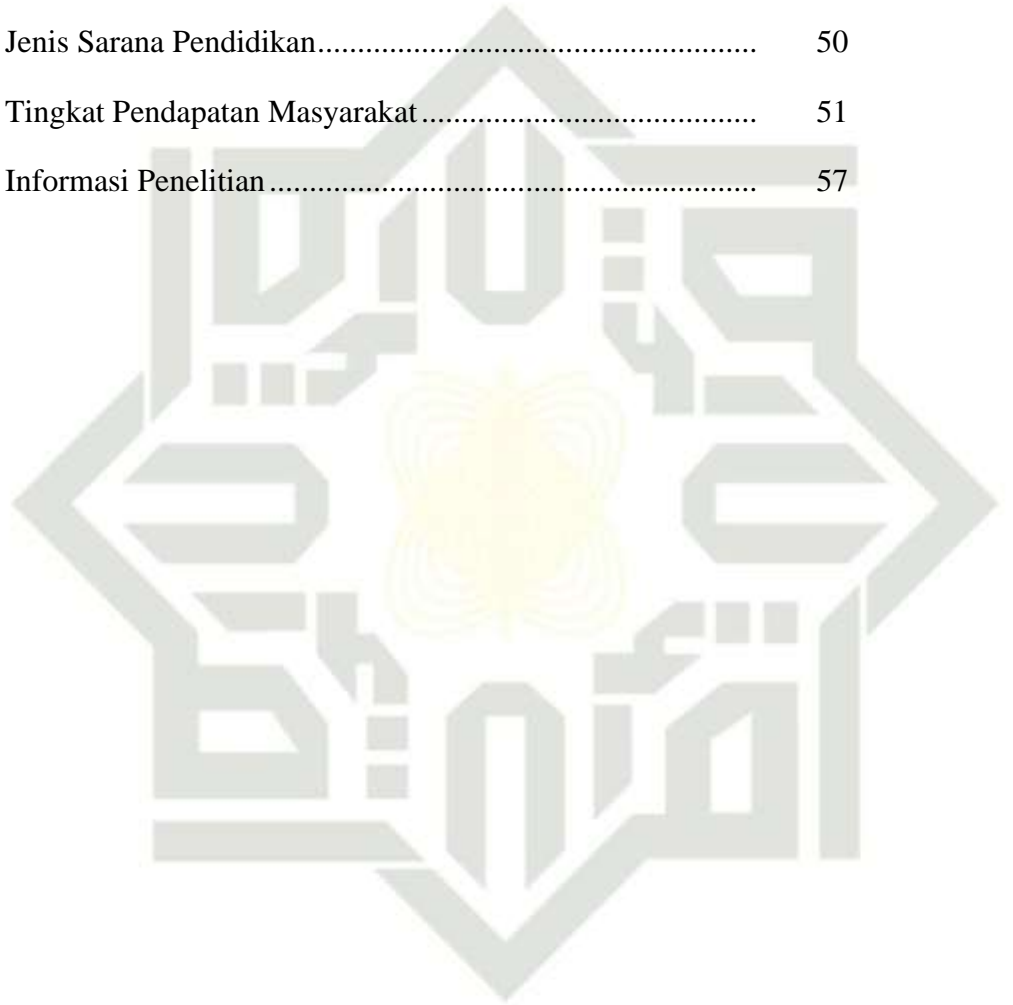 Jenis Sarana Pendidikan...................................................... 50
Tingkat Pendapatan Masyarakat......................................... 51
Informasi Penelitian............................................................ 57